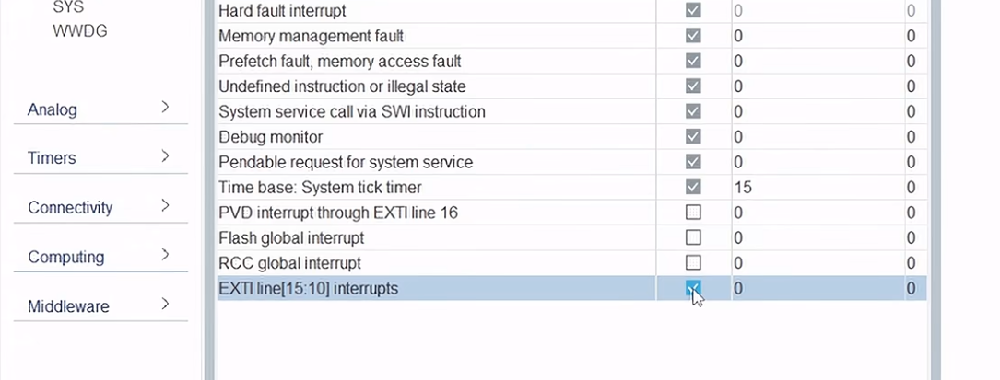 SYS
WWDG
Analog
Timers
Connectivity
Computing
Middleware
Hard fault interrupt 0 0
Memory management fault 0 0
Prefetch fault, memory access fault 0 0
Undefined instruction or illegal state 0 0
System service call via SWI instruction 0 0
Debug monitor 0 0
Pendable request for system service 0 0
Time base: System tick timer 15 0
PVD interrupt through EXTI line 16 0 0
Flash global interrupt 0 0
RCC global interrupt 0 0
EXTI line[15:10] interrupts 0 0